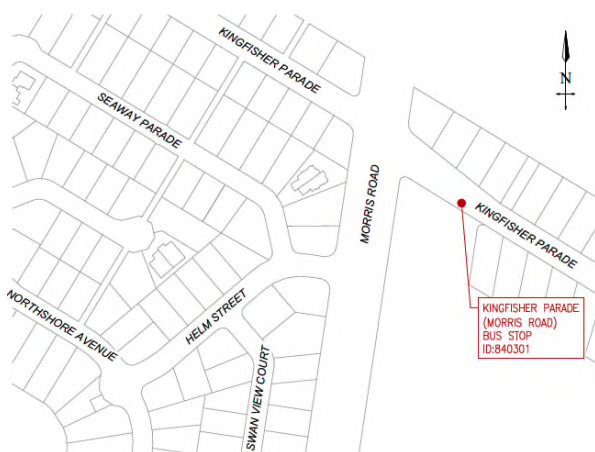 KINGFISHER PARADE
SEAWAY PARADE
N
MORRIS ROAD
KINGFISHER PARADE
KINGFISHER PARADE
(MORRIS ROAD)
BUS STOP
ID:840301
NORTHSHORE AVENUE
HELM STREET
SWAN VIEW COURT